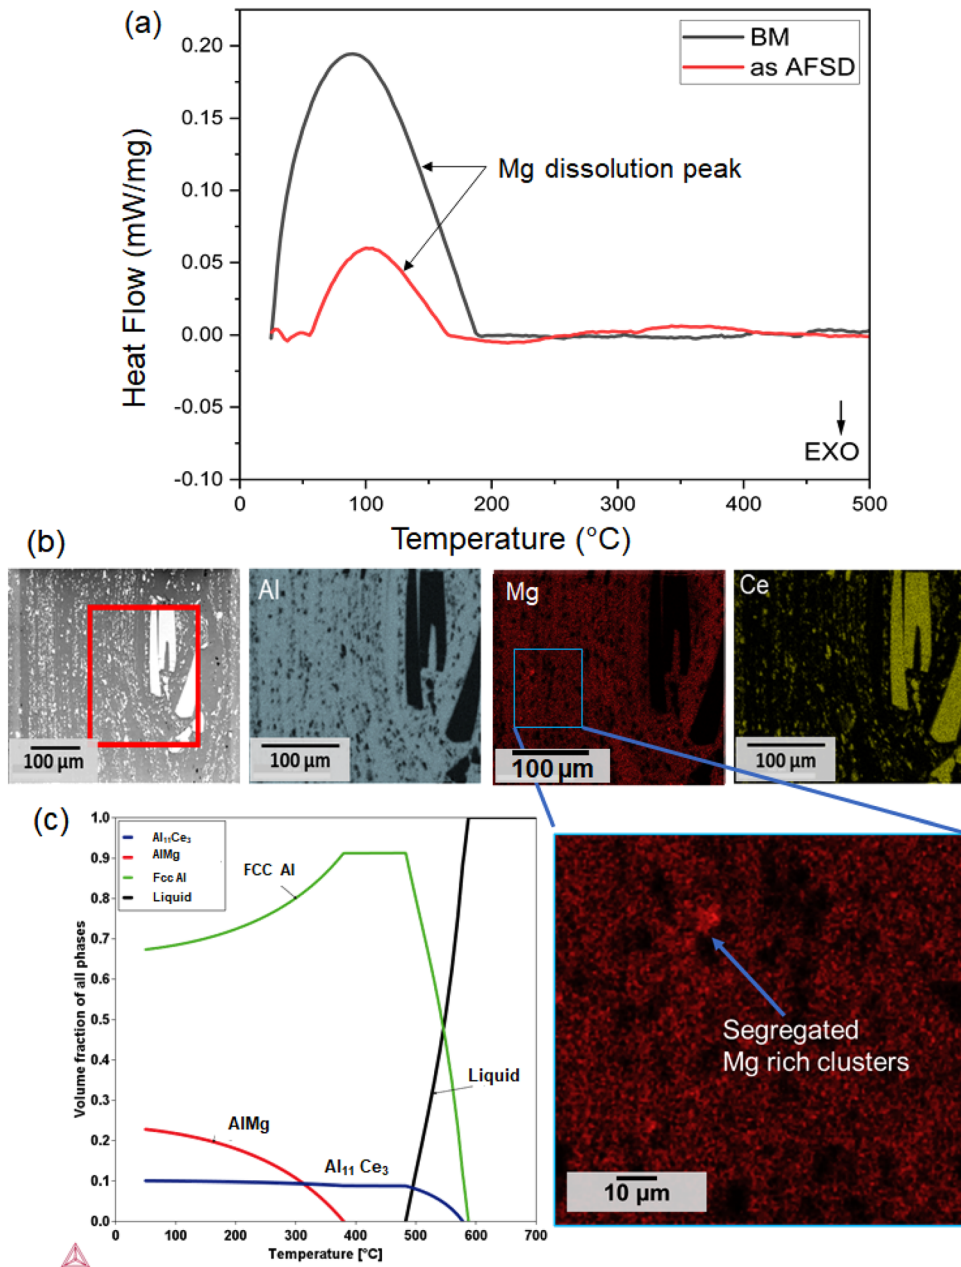 (a)
BM
as AFSD
Mg dissolution peak
Heat Flow (mW/mg)
0.20
0.15
0.10
0.05
0.00
-0.05
-0.10
EXO
0
100
200
300
400
500
Temperature (°C)
(b)
100 µm
Al
100 µm
Mg
100 µm
Ce
100 µm
(c)
Al₁₁Ce₃
AlMg
Fcc Al
Liquid
FCC Al
Liquid
AlMg
Al₁₁ Ce₃
Volume fraction of all phases
1.0
0.9
0.8
0.7
0.6
0.5
0.4
0.3
0.2
0.1
0.0
0
100
200
300
400
500
600
700
Temperature [°C]
Segregated
Mg rich clusters
10 µm